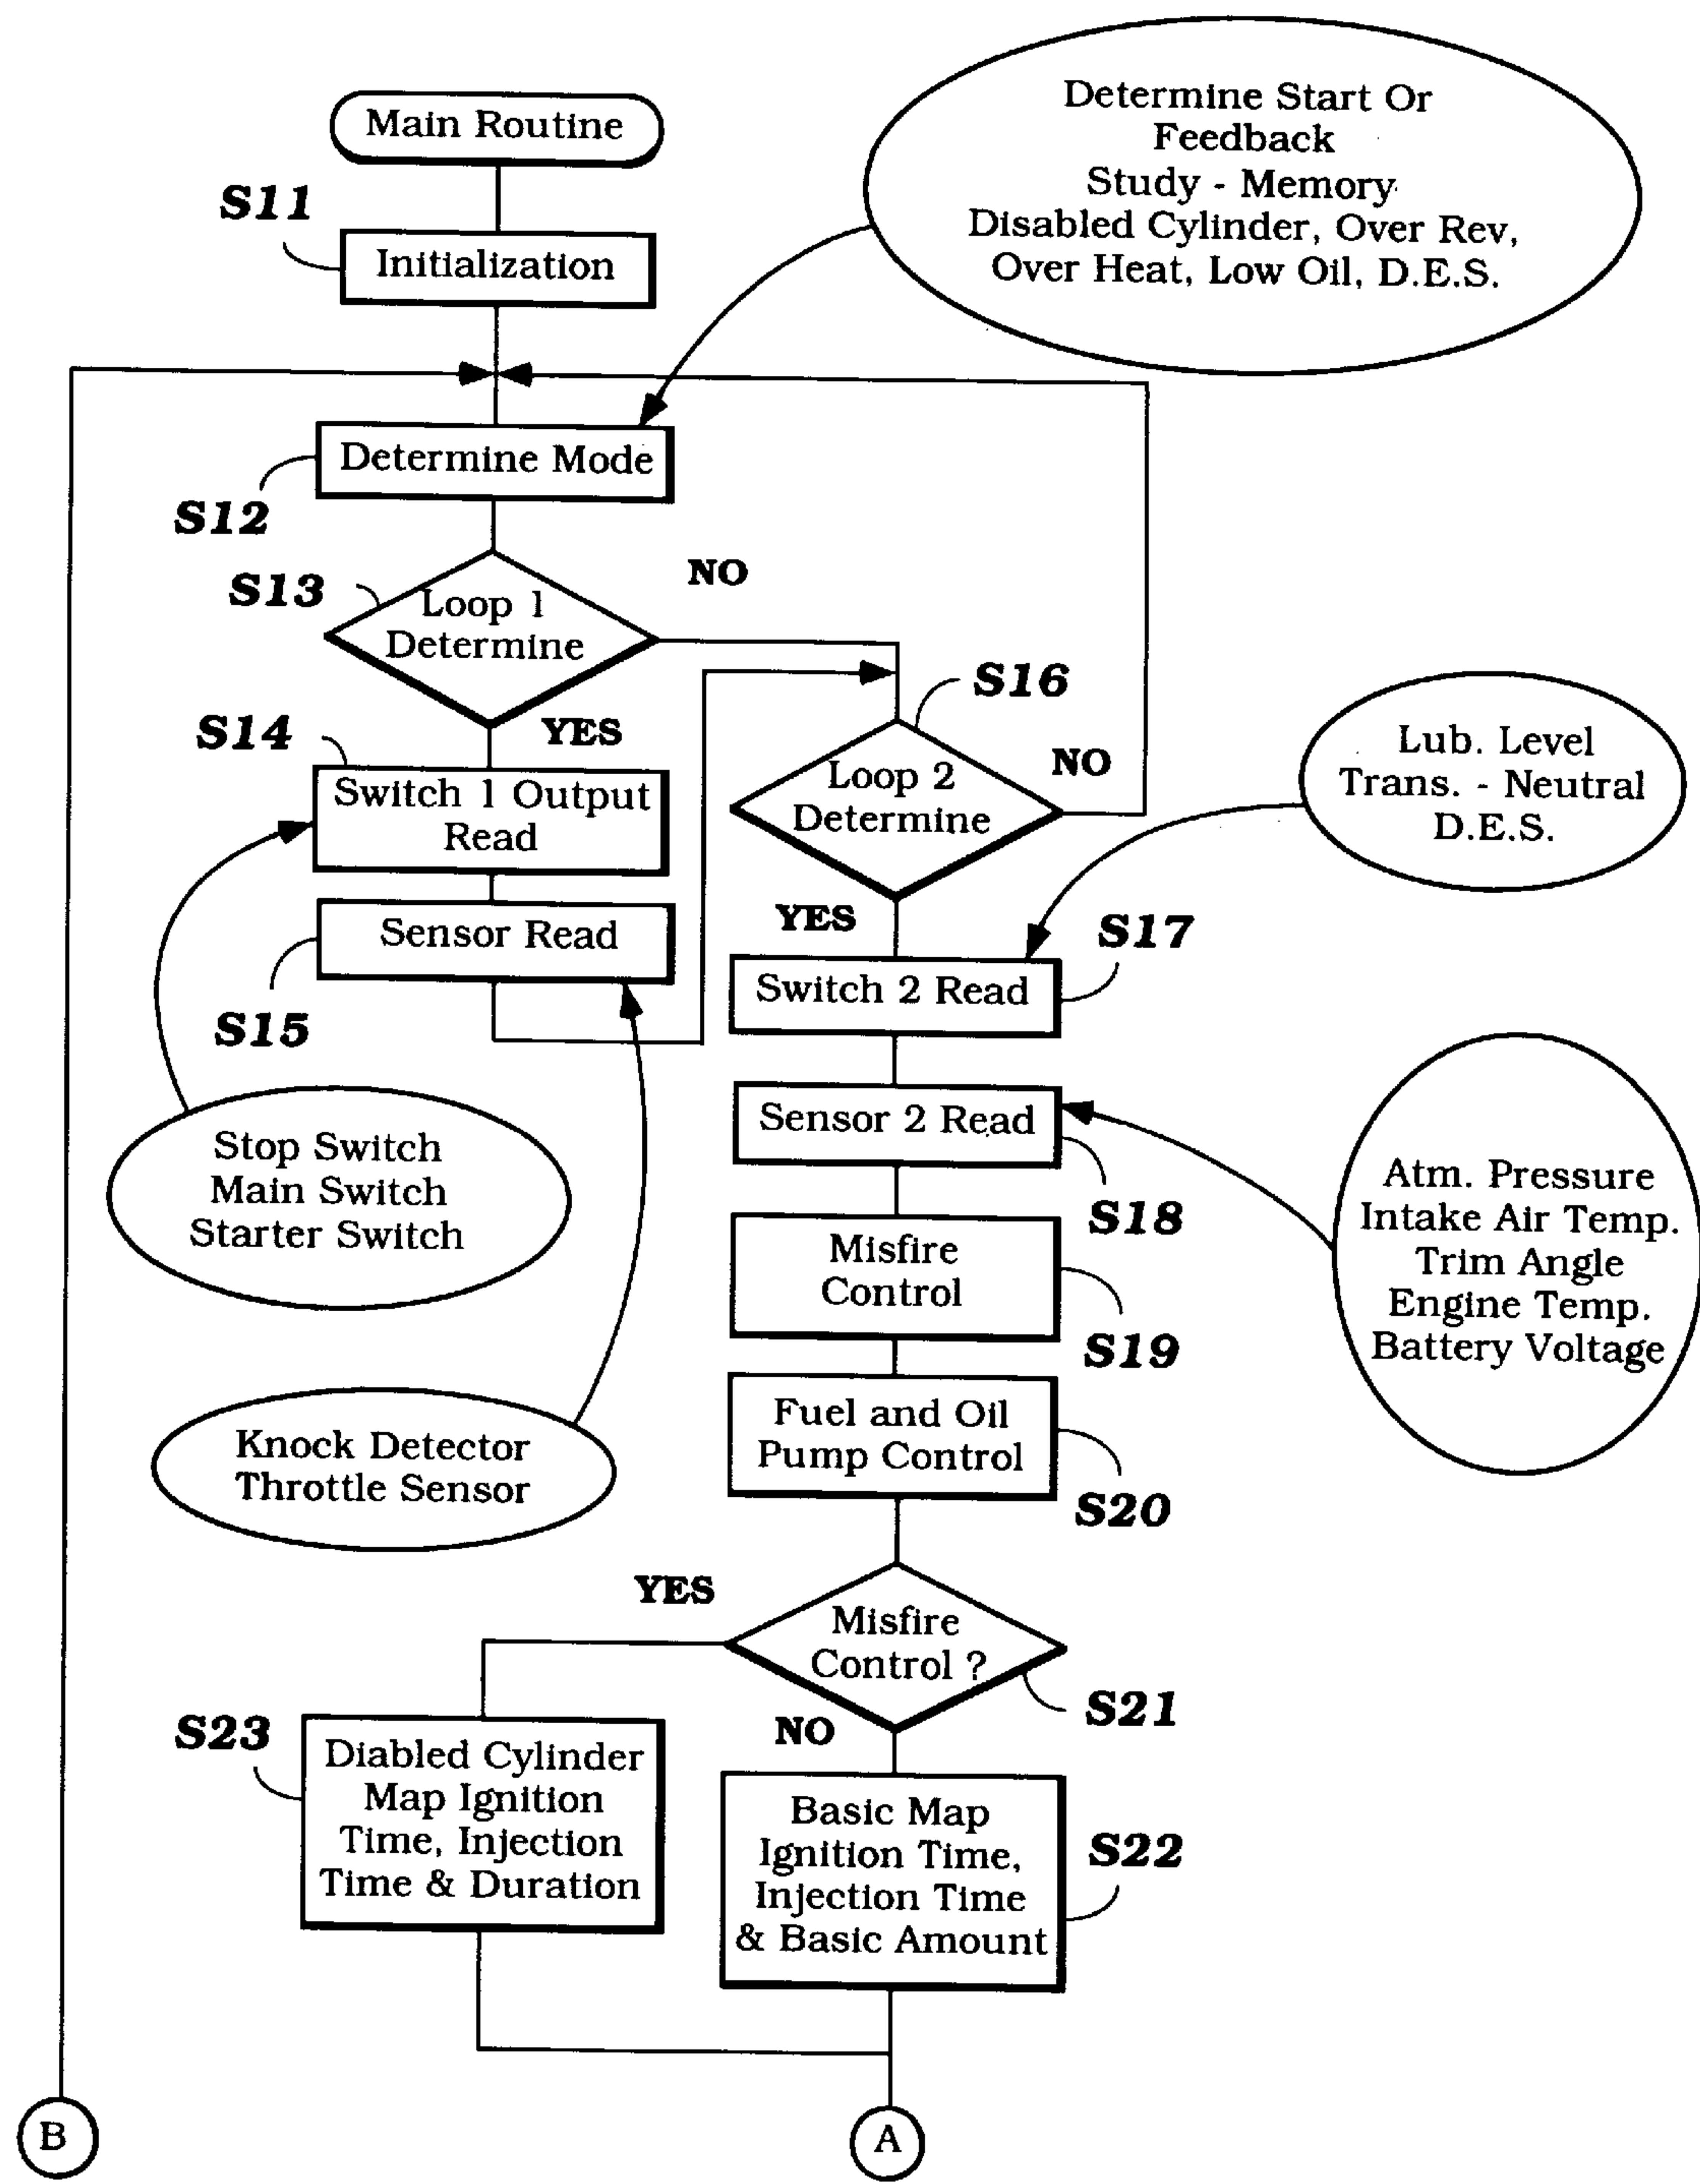 Main Routine
S11
Initialization
Determine Start Or
Feedback
Study - Memory
Disabled Cylinder, Over Rev,
Over Heat, Low Oil, D.E.S.
Determine Mode
S12
S13
Loop 1
Determine
NO
YES
S14
Switch 1 Output
Read
Sensor Read
S15
Stop Switch
Main Switch
Starter Switch
Knock Detector
Throttle Sensor
S16
Loop 2
Determine
NO
YES
Lub. Level
Trans. - Neutral
D.E.S.
S17
Switch 2 Read
Sensor 2 Read
S18
Atm. Pressure
Intake Air Temp.
Trim Angle
Engine Temp.
Battery Voltage
Misfire
Control
S19
Fuel and Oil
Pump Control
S20
YES
Misfire
Control ?
S21
NO
S23
Diabled Cylinder
Map Ignition
Time, Injection
Time & Duration
Basic Map
Ignition Time,
Injection Time
& Basic Amount
S22
B
A